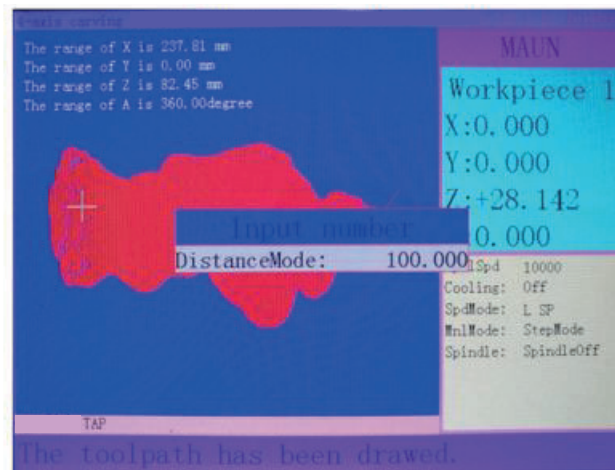 4-axis carving
The range of X is 237.81 mm
The range of Y is 0.00 mm
The range of Z is 82.45 mm
The range of A is 360.00degree
MAUN
Workpiece 1
X:0.000
Y:0.000
Z:+28.142
0.000
Input number
DistanceMode: 100.000
Spd 10000
Cooling: Off
SpdMode: L SP
MnlMode: StepMode
Spindle: SpindleOff
TAP
The toolpath has been drawed.